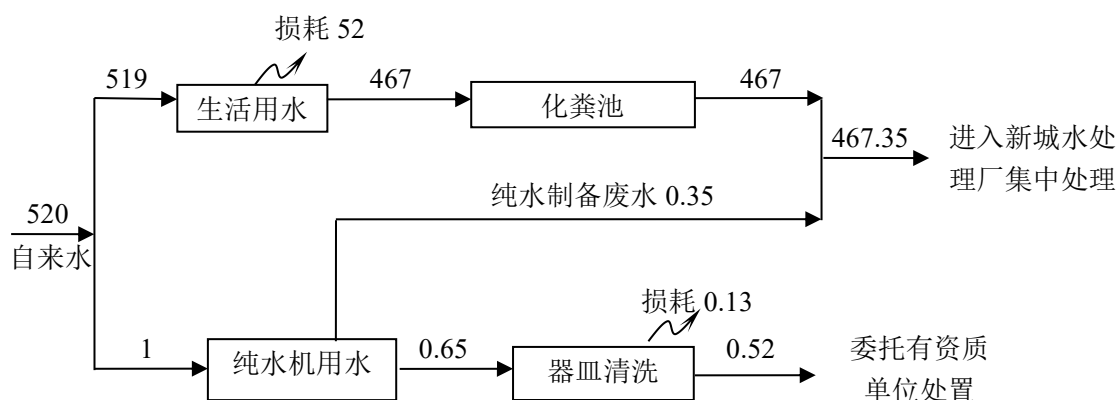 损耗 52
519
生活用水
467
化粪池
467
467.35
进入新城水处
理厂集中处理
纯水制备废水 0.35
520
自来水
损耗 0.13
1
纯水机用水
0.65
器皿清洗
0.52
委托有资质
单位处置